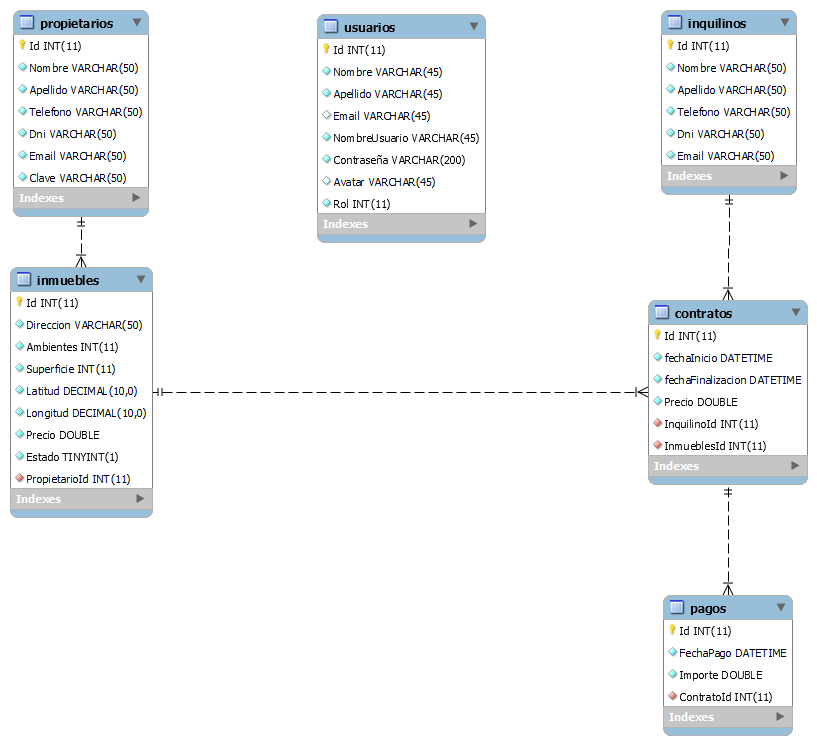 propietarios
Id INT(11)
Nombre VARCHAR(50)
Apellido VARCHAR(50)
Telefono VARCHAR(50)
Dni VARCHAR(50)
Email VARCHAR(50)
Clave VARCHAR(50)
Indexes
usuarios
Id INT(11)
Nombre VARCHAR(45)
Apellido VARCHAR(45)
Email VARCHAR(45)
NombreUsuario VARCHAR(45)
Contraseña VARCHAR(200)
Avatar VARCHAR(45)
Rol INT(11)
Indexes
inquilinos
Id INT(11)
Nombre VARCHAR(50)
Apellido VARCHAR(50)
Telefono VARCHAR(50)
Dni VARCHAR(50)
Email VARCHAR(50)
Indexes
inmuebles
Id INT(11)
Direccion VARCHAR(50)
Ambientes INT(11)
Superficie INT(11)
Latitud DECIMAL(10,0)
Longitud DECIMAL(10,0)
Precio DOUBLE
Estado TINYINT(1)
PropietarioId INT(11)
Indexes
contratos
Id INT(11)
fechaInicio DATETIME
fechaFinalizacion DATETIME
Precio DOUBLE
InquilinoId INT(11)
InmueblesId INT(11)
Indexes
pagos
Id INT(11)
FechaPago DATETIME
Importe DOUBLE
ContratoId INT(11)
Indexes